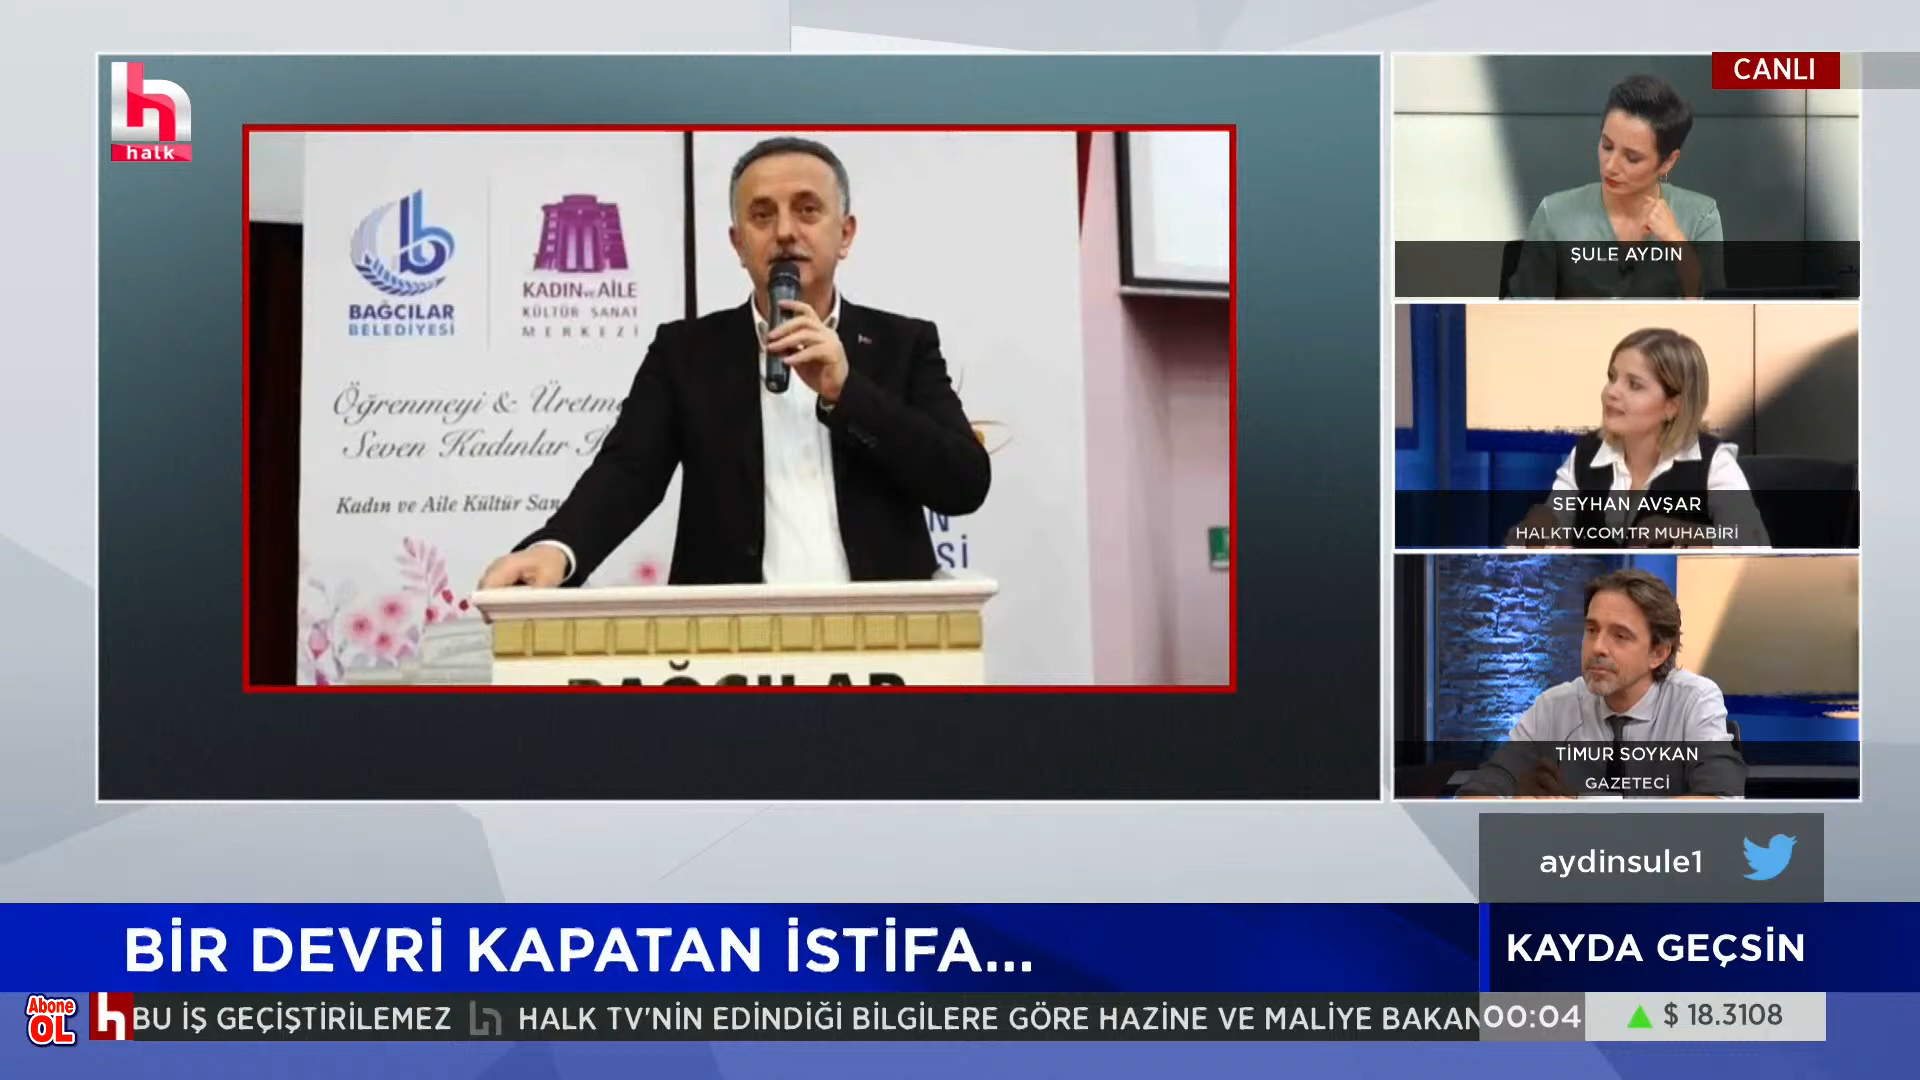 CANLI
halk
BAĞCILAR
BELEDİYESİ
KADIN VE AİLE
KÜLTÜR SANAT
MERKEZİ
Öğrenmeyi & Üretme
Seven Kadınlar
Kadın ve Aile Kültür San
BAĞCILAR
ŞULE AYDIN
SEYHAN AVŞAR
HALKTV.COM.TR MUHABİRİ
TİMUR SOYKAN
GAZETECİ
aydinsule1
BİR DEVRİ KAPATAN İSTİFA...
KAYDA GEÇSİN
Abone
OL
BU İŞ GEÇİŞTİRİLEMEZ
HALK TV'NİN EDİNDİĞİ BİLGİLERE GÖRE HAZİNE VE MALİYE BAKAN
00:04
$ 18.3108